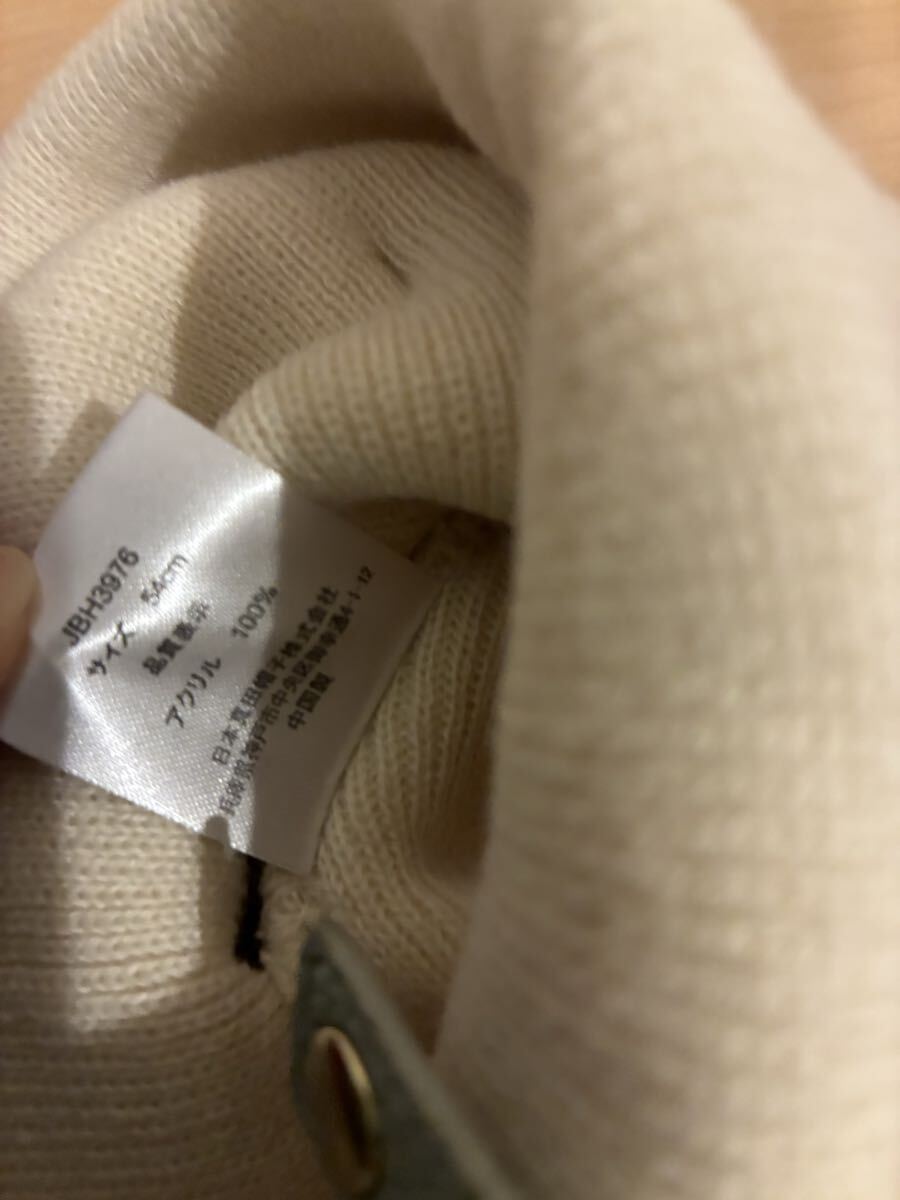 JBH3976
サイズ 54cm
品質表示
アクリル 100%
日本真田帽子株式会社
兵庫県神戸市中央区御幸通4-1-12
中国製